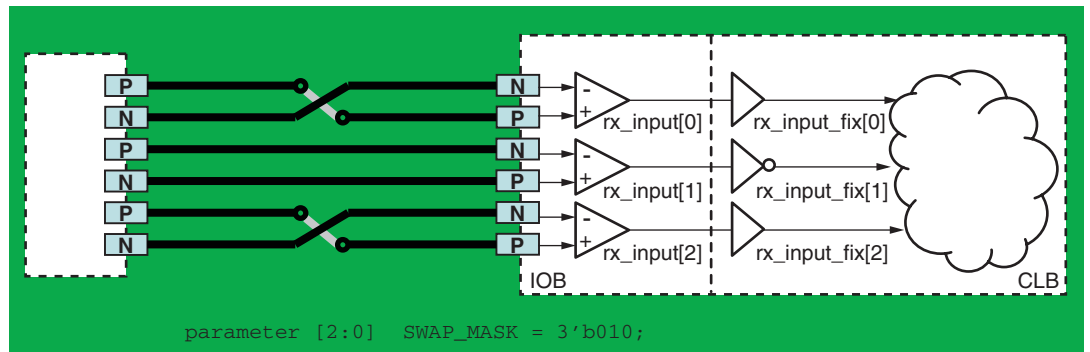 P N
- +
rx_input[0] rx_input_fix[0]
N P
P N
- +
rx_input[1] rx_input_fix[1]
N P
P N
- +
rx_input[2] rx_input_fix[2]
N P
IOB CLB
parameter [2:0] SWAP_MASK = 3'b010;